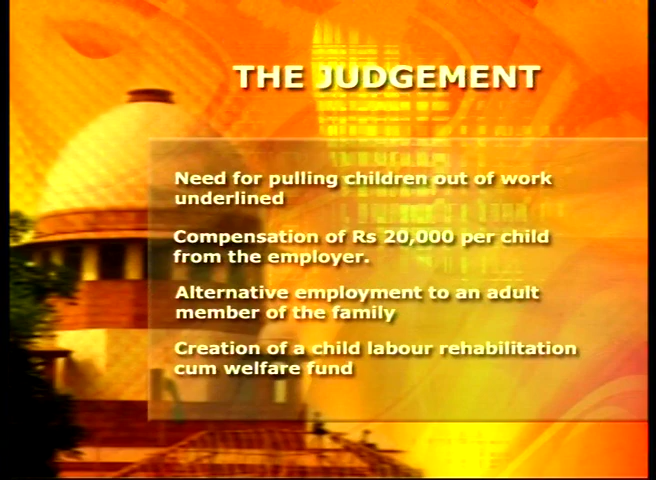 THE JUDGEMENT
Need for pulling children out of work
underlined
Compensation of Rs 20,000 per child
from the employer.
Alternative employment to an adult
member of the family
Creation of a child labour rehabilitation
cum welfare fund